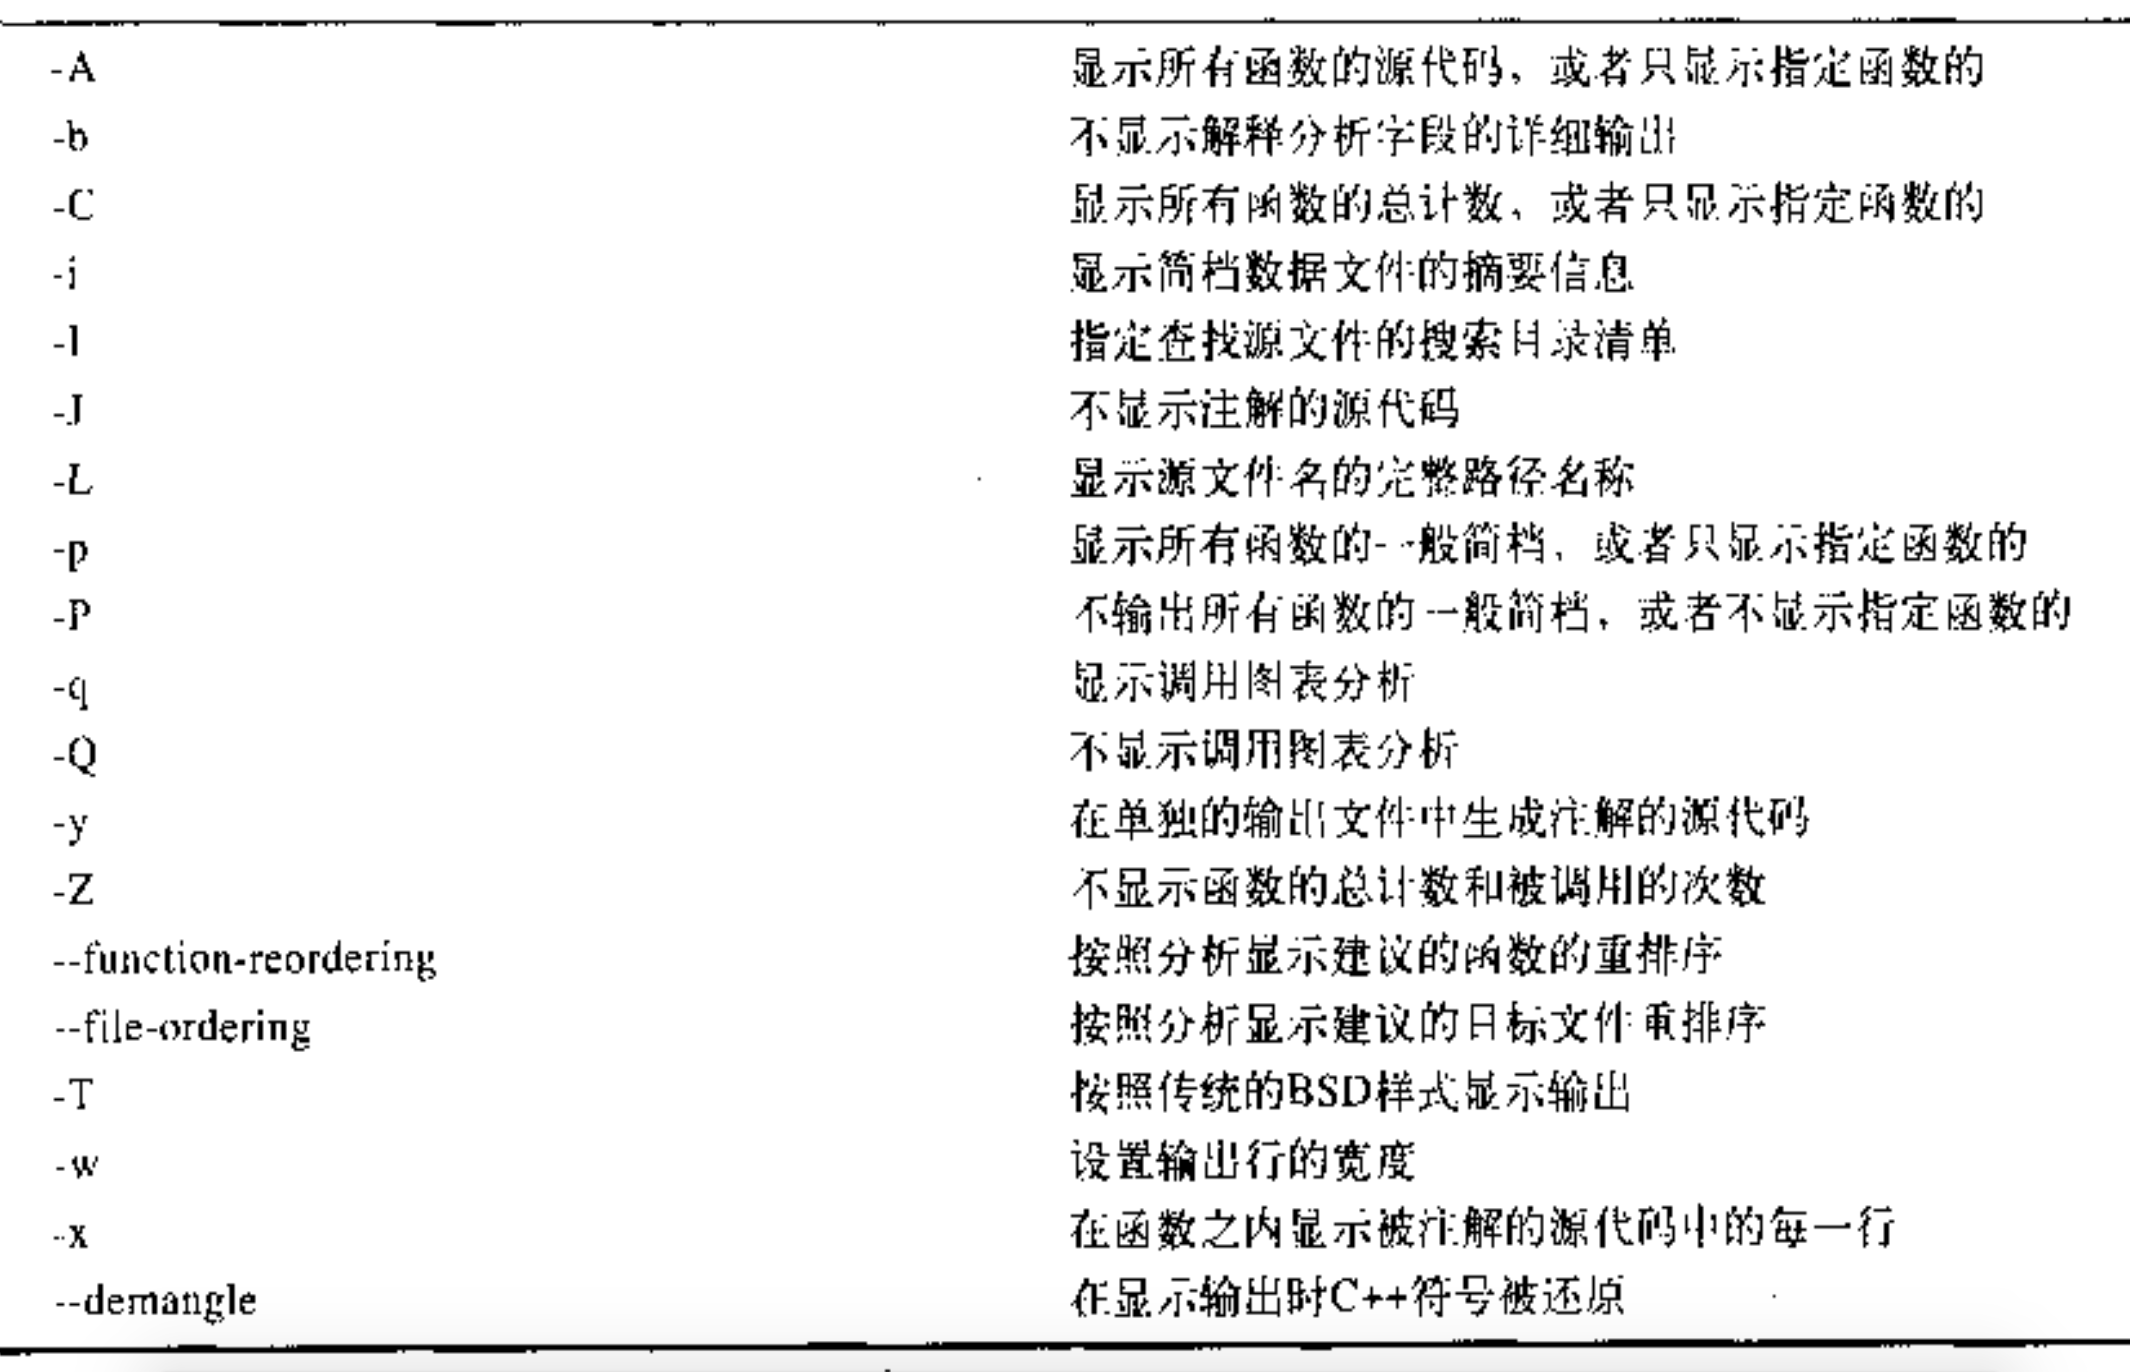 -A 显示所有函数的源代码，或者只显示指定函数的
-b 不显示解释分析字段的详细输出
-C 显示所有函数的总计数，或者只显示指定函数的
-i 显示简档数据文件的摘要信息
-I 指定查找源文件的搜索目录清单
-J 不显示注解的源代码
-L 显示源文件名的完整路径名称
-p 显示所有函数的一般简档，或者只显示指定函数的
-P 不输出所有函数的一般简档，或者不显示指定函数的
-q 显示调用图表分析
-Q 不显示调用图表分析
-y 在单独的输出文件中生成注解的源代码
-Z 不显示函数的总计数和被调用的次数
--function-reordering 按照分析显示建议的函数的重排序
--file-ordering 按照分析显示建议的目标文件重排序
-T 按照传统的BSD样式显示输出
-w 设置输出行的宽度
-x 在函数之内显示被注解的源代码中的每一行
--demangle 在显示输出时C++符号被还原